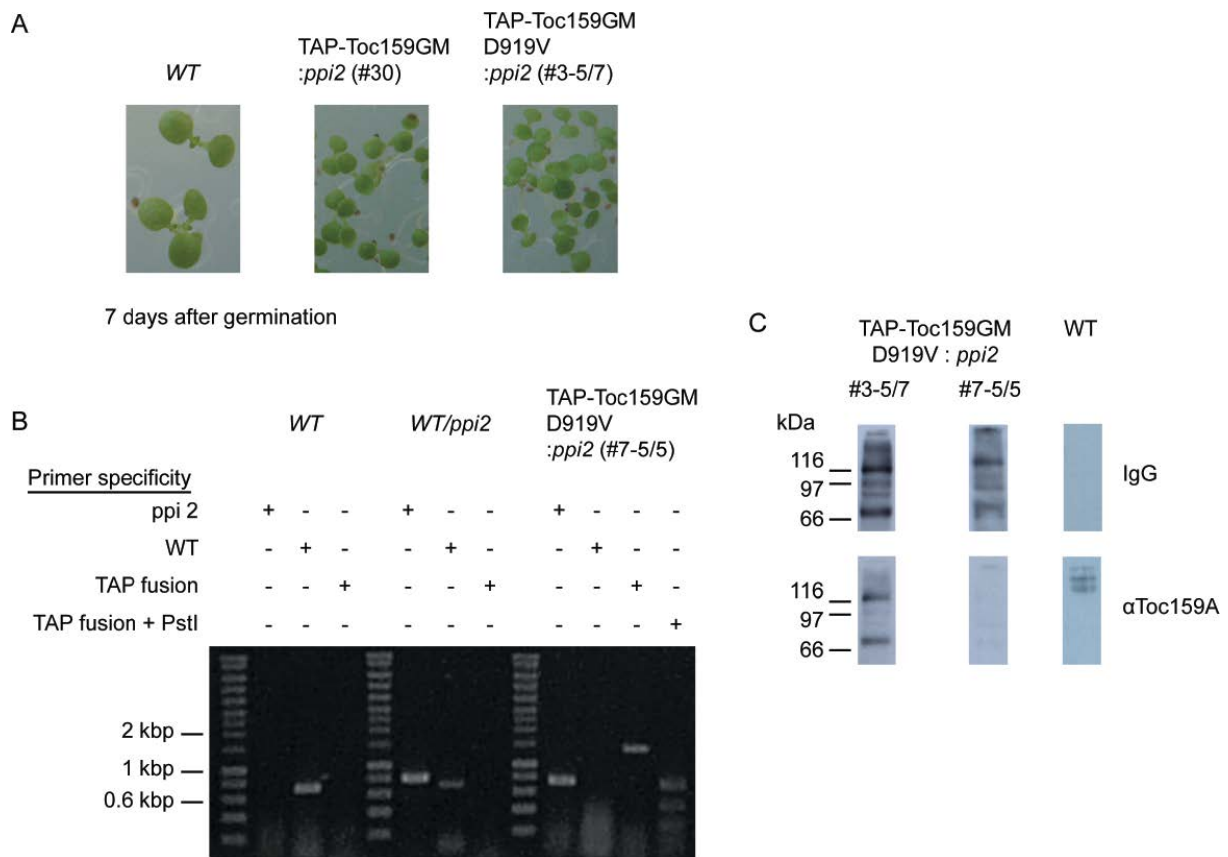 A
WT
TAP-Toc159GM
:ppi2 (#30)
TAP-Toc159GM
D919V
:ppi2 (#3-5/7)
7 days after germination
B
WT
WT/ppi2
TAP-Toc159GM
D919V
:ppi2 (#7-5/5)
Primer specificity
ppi 2 + - - + - - + - - -
WT - + - - + - - + - -
TAP fusion - - + - - + - - + -
TAP fusion + PstI - - - - - - - - - +
2 kbp
1 kbp
0.6 kbp
C
TAP-Toc159GM
D919V : ppi2
WT
#3-5/7 #7-5/5
kDa
116
97
66
IgG
116
97
66
αToc159A